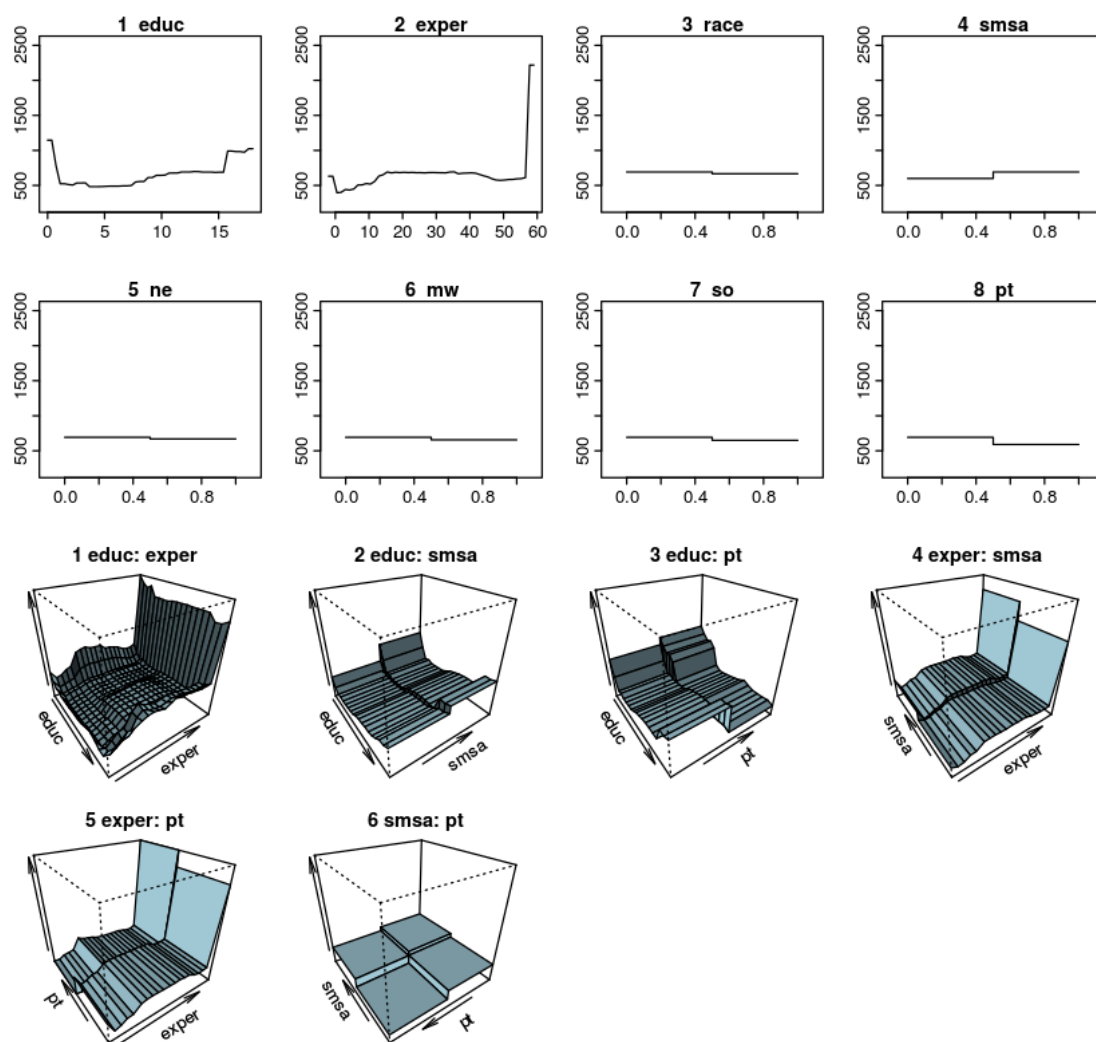 1 educ
2 exper
3 race
4 smsa
500 1500 2500
500 1500 2500
500 1500 2500
500 1500 2500
0 5 10 15
0 10 20 30 40 50 60
0.0 0.4 0.8
0.0 0.4 0.8
5 ne
6 mw
7 so
8 pt
500 1500 2500
500 1500 2500
500 1500 2500
500 1500 2500
0.0 0.4 0.8
0.0 0.4 0.8
0.0 0.4 0.8
0.0 0.4 0.8
1 educ: exper
2 educ: smsa
3 educ: pt
4 exper: smsa
educ
exper
educ
smsa
educ
pt
smsa
exper
5 exper: pt
6 smsa: pt
pt
exper
smsa
pt